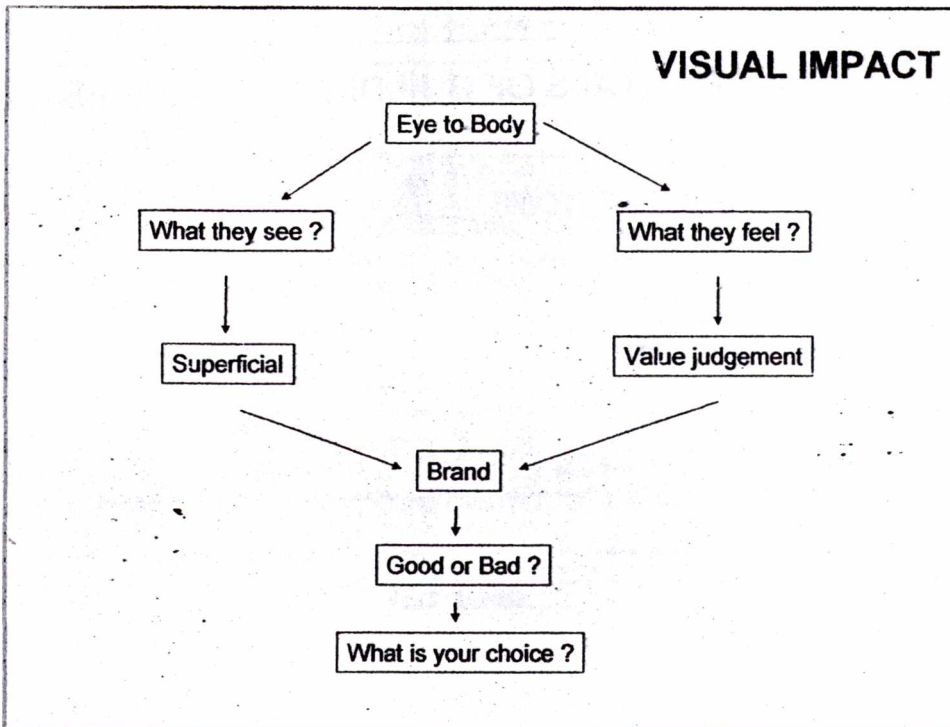 VISUAL IMPACT
Eye to Body
What they see ?
What they feel ?
Superficial
Value judgement
Brand
Good or Bad ?
What is your choice ?